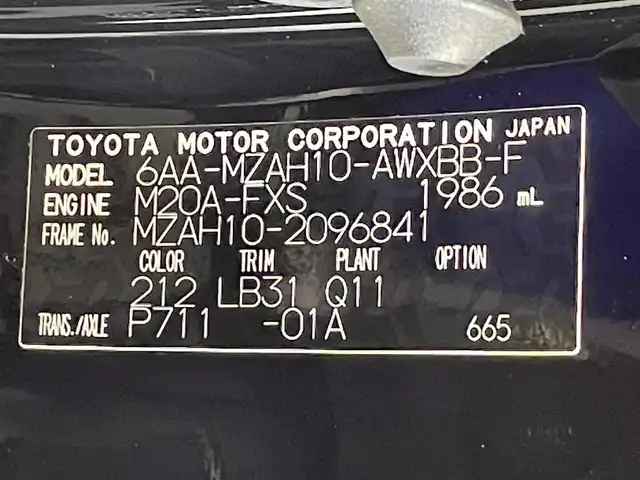 TOYOTA MOTOR CORPORATION JAPAN
MODEL 6AA-MZAH10-AWXBB-F
ENGINE M20A-FXS 1986 mL
FRAME No. MZAH10-2096841
COLOR TRIM PLANT OPTION
212 LB31 Q11
TRANS./AXLE P711 -01A 665